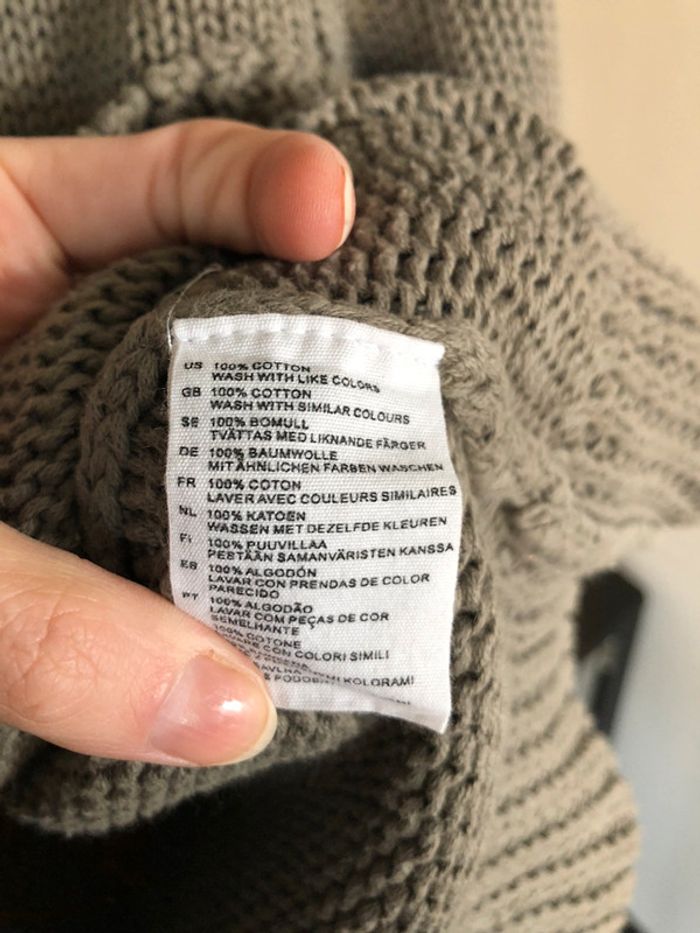 US 100% COTTON
WASH WITH LIKE COLORS
GB 100% COTTON
WASH WITH SIMILAR COLOURS
SE 100% BOMULL
TVÄTTAS MED LIKNANDE FÄRGER
DE 100% BAUMWOLLE
MIT ÄHNLICHEN FARBEN WASCHEN
FR 100% COTON
LAVER AVEC COULEURS SIMILAIRES
NL 100% KATOEN
WASSEN MET DEZELFDE KLEUREN
FI 100% PUUVILLAA
PESTÄÄN SAMANVÄRISTEN KANSSA
ES 100% ALGODÓN
LAVAR CON PRENDAS DE COLOR
PARECIDO
PT 100% ALGODÃO
LAVAR COM PEÇAS DE COR
SEMELHANTE
100% COTONE
CON COLORI SIMILI
KOLORAMI